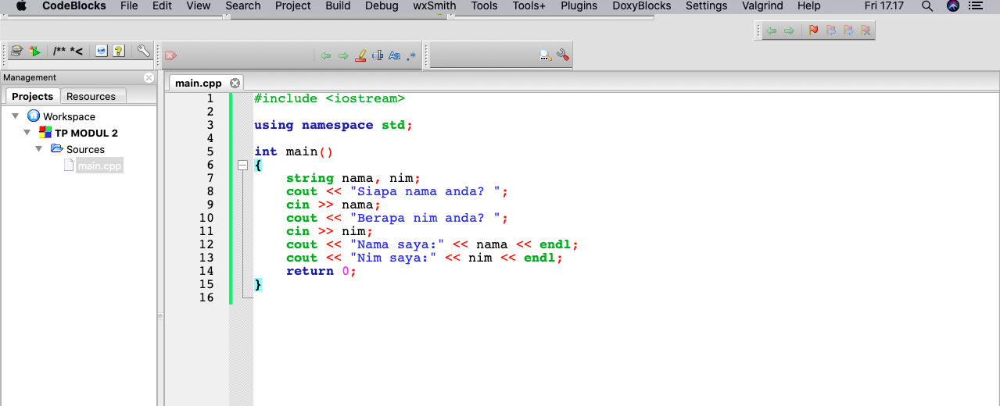 CodeBlocks File Edit View Search Project Build Debug wxSmith Tools Tools+ Plugins DoxyBlocks Settings Valgrind Help Fri 17.17
/** *< Aa .*
Management
Projects Resources
Workspace
TP MODUL 2
Sources
main.cpp
main.cpp
1 #include <iostream>
2
3 using namespace std;
4
5 int main()
6 {
7 string nama, nim;
8 cout << "Siapa nama anda? ";
9 cin >> nama;
10 cout << "Berapa nim anda? ";
11 cin >> nim;
12 cout << "Nama saya:" << nama << endl;
13 cout << "Nim saya:" << nim << endl;
14 return 0;
15 }
16